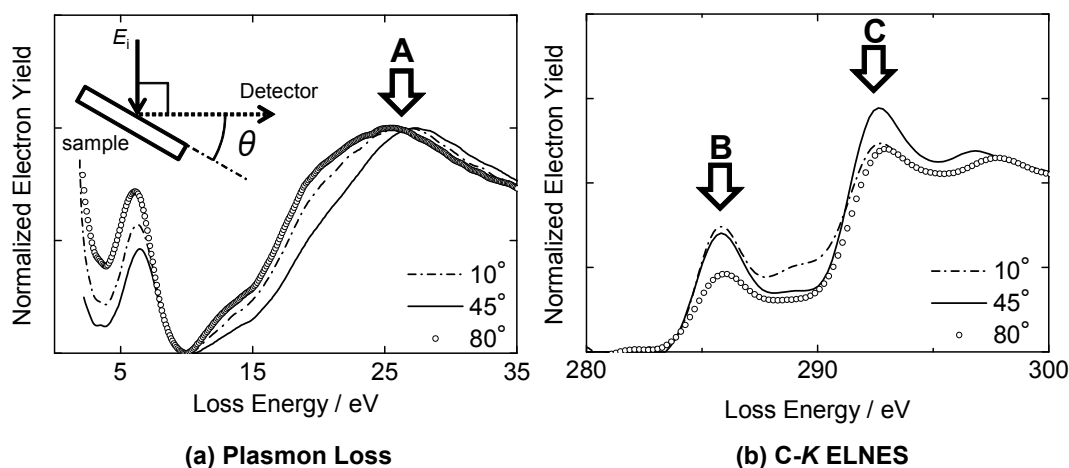 Normalized Electron Yield
E_i
Detector
θ
sample
A
10°
45°
80°
5
15
25
35
Loss Energy / eV
(a) Plasmon Loss
Normalized Electron Yield
B
C
10°
45°
80°
280
290
300
Loss Energy / eV
(b) C-K ELNES